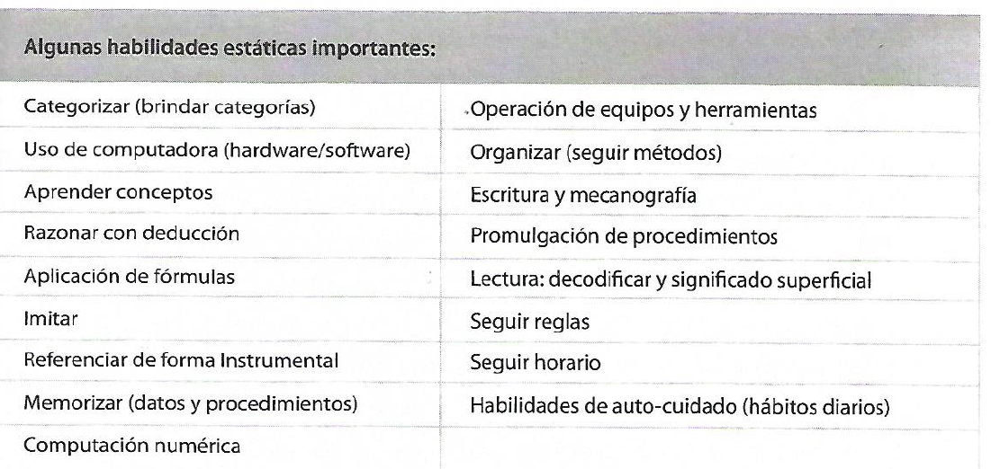 Algunas habilidades estáticas importantes:
Categorizar (brindar categorías)
Operación de equipos y herramientas
Uso de computadora (hardware/software)
Organizar (seguir métodos)
Aprender conceptos
Escritura y mecanografía
Razonar con deducción
Promulgación de procedimientos
Aplicación de fórmulas
Lectura: decodificar y significado superficial
Imitar
Seguir reglas
Referenciar de forma Instrumental
Seguir horario
Memorizar (datos y procedimientos)
Habilidades de auto-cuidado (hábitos diarios)
Computación numérica